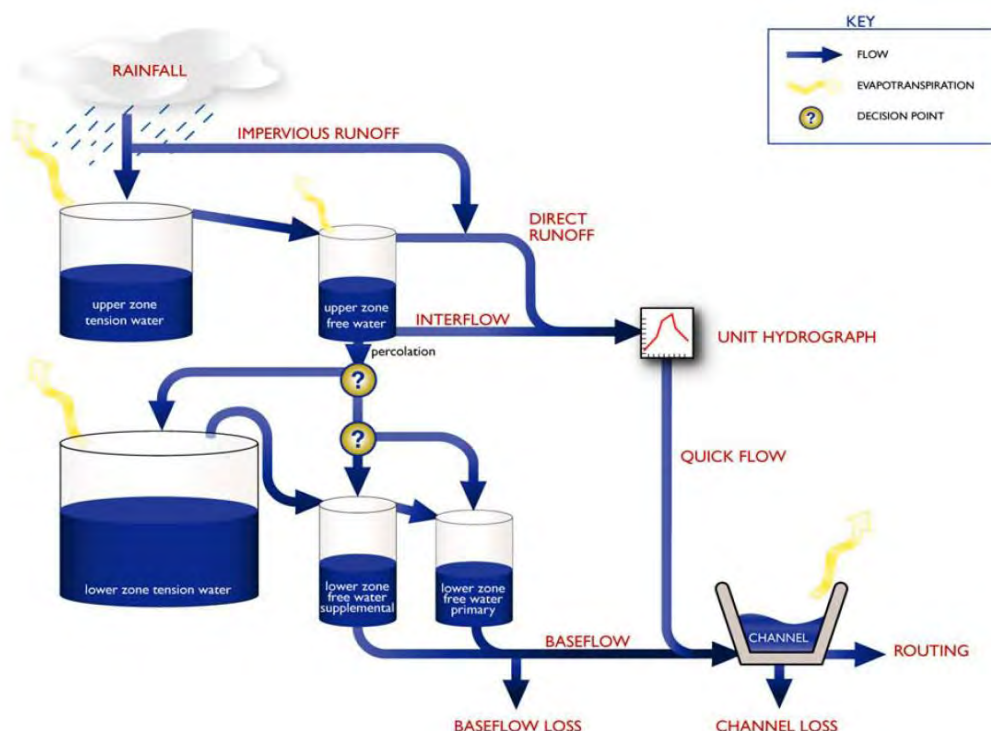 KEY
FLOW
EVAPOTRANSPIRATION
?
DECISION POINT
RAINFALL
IMPERVIOUS RUNOFF
DIRECT
RUNOFF
upper zone
tension water
upper zone
free water
INTERFLOW
UNIT HYDROGRAPH
percolation
?
?
QUICK FLOW
lower zone tension water
lower zone
free water
supplemental
lower zone
free water
primary
BASEFLOW
CHANNEL
ROUTING
BASEFLOW LOSS
CHANNEL LOSS